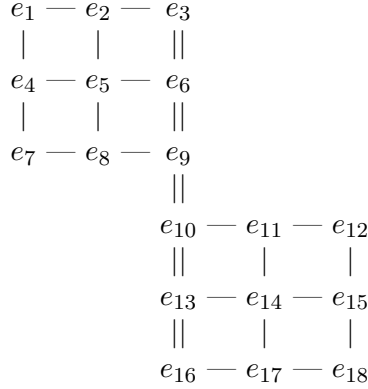 e₁ — e₂ — e₃
| | ||
e₄ — e₅ — e₆
| | ||
e₇ — e₈ — e₉
||
e₁₀ — e₁₁ — e₁₂
|| | |
e₁₃ — e₁₄ — e₁₅
|| | |
e₁₆ — e₁₇ — e₁₈